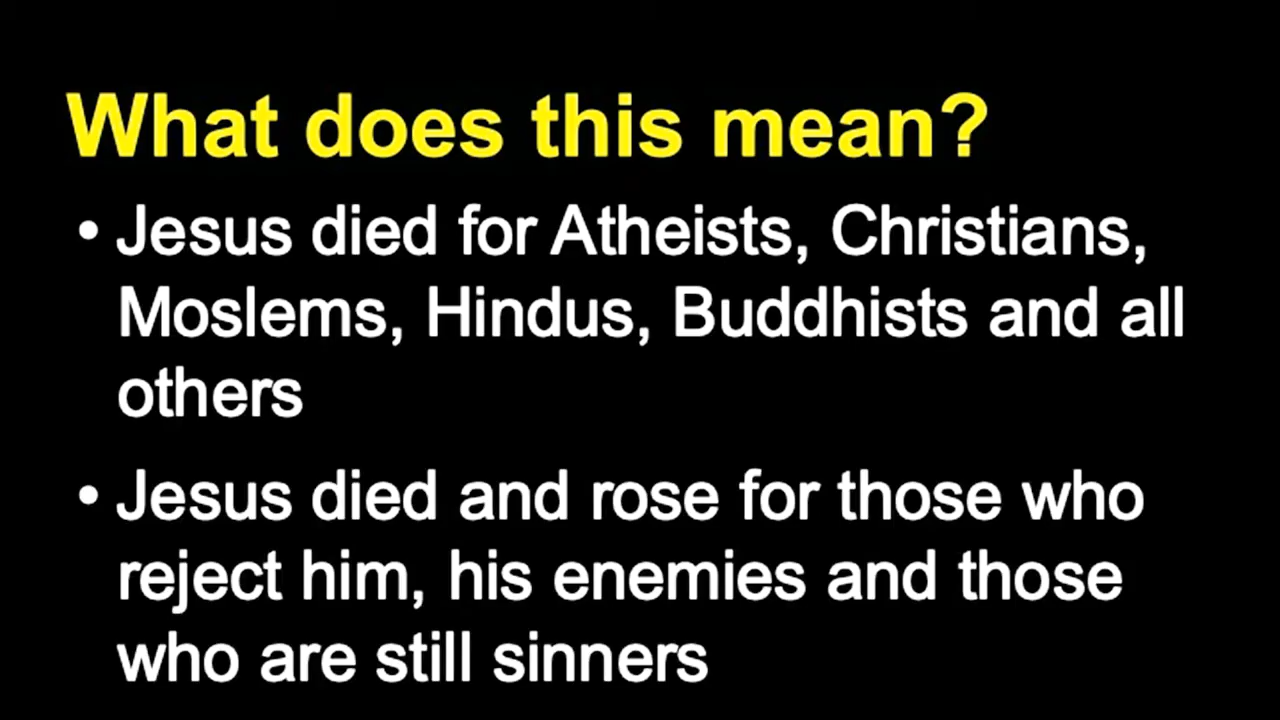 What does this mean?
• Jesus died for Atheists, Christians,
Moslems, Hindus, Buddhists and all
others
• Jesus died and rose for those who
reject him, his enemies and those
who are still sinners